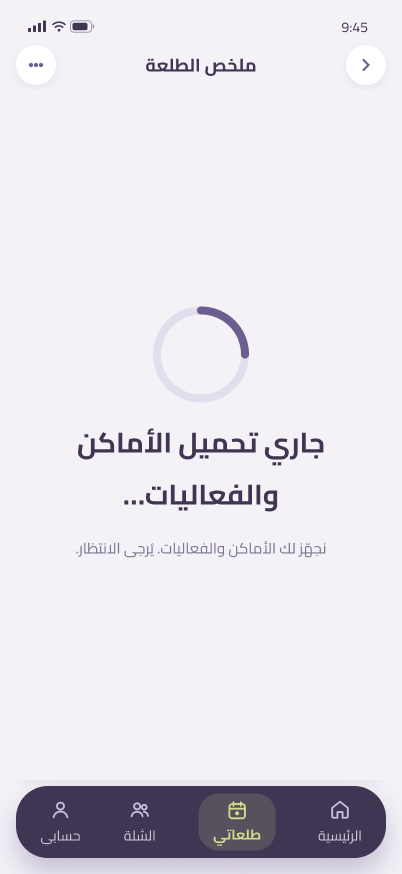 9:45
ملخص الطلعة
جاري تحميل الأماكن
والفعاليات...
نجهّز لك الأماكن والفعاليات. يُرجى الانتظار.
الرئيسية
طلعاتي
الشلة
حسابي